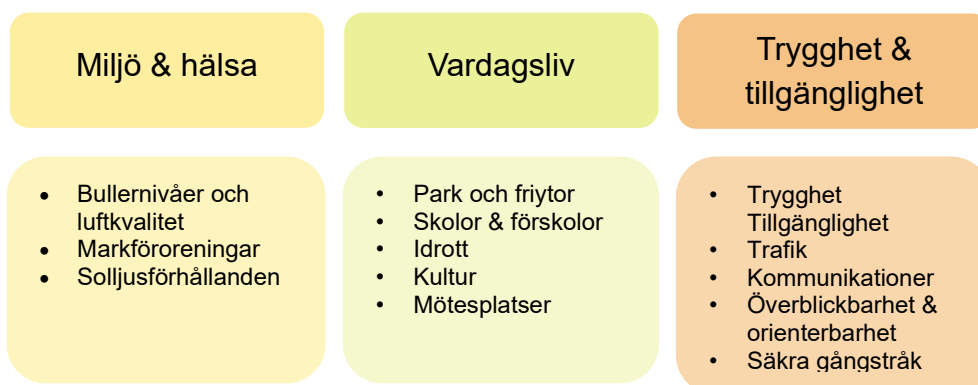 Miljö & hälsa
• Bullernivåer och
luftkvalitet
• Markföroreningar
• Solljusförhållanden
Vardagsliv
• Park och friytor
• Skolor & förskolor
• Idrott
• Kultur
• Mötesplatser
Trygghet &
tillgänglighet
• Trygghet
Tillgänglighet
• Trafik
• Kommunikationer
• Överblickbarhet &
orienterbarhet
• Säkra gångstråk